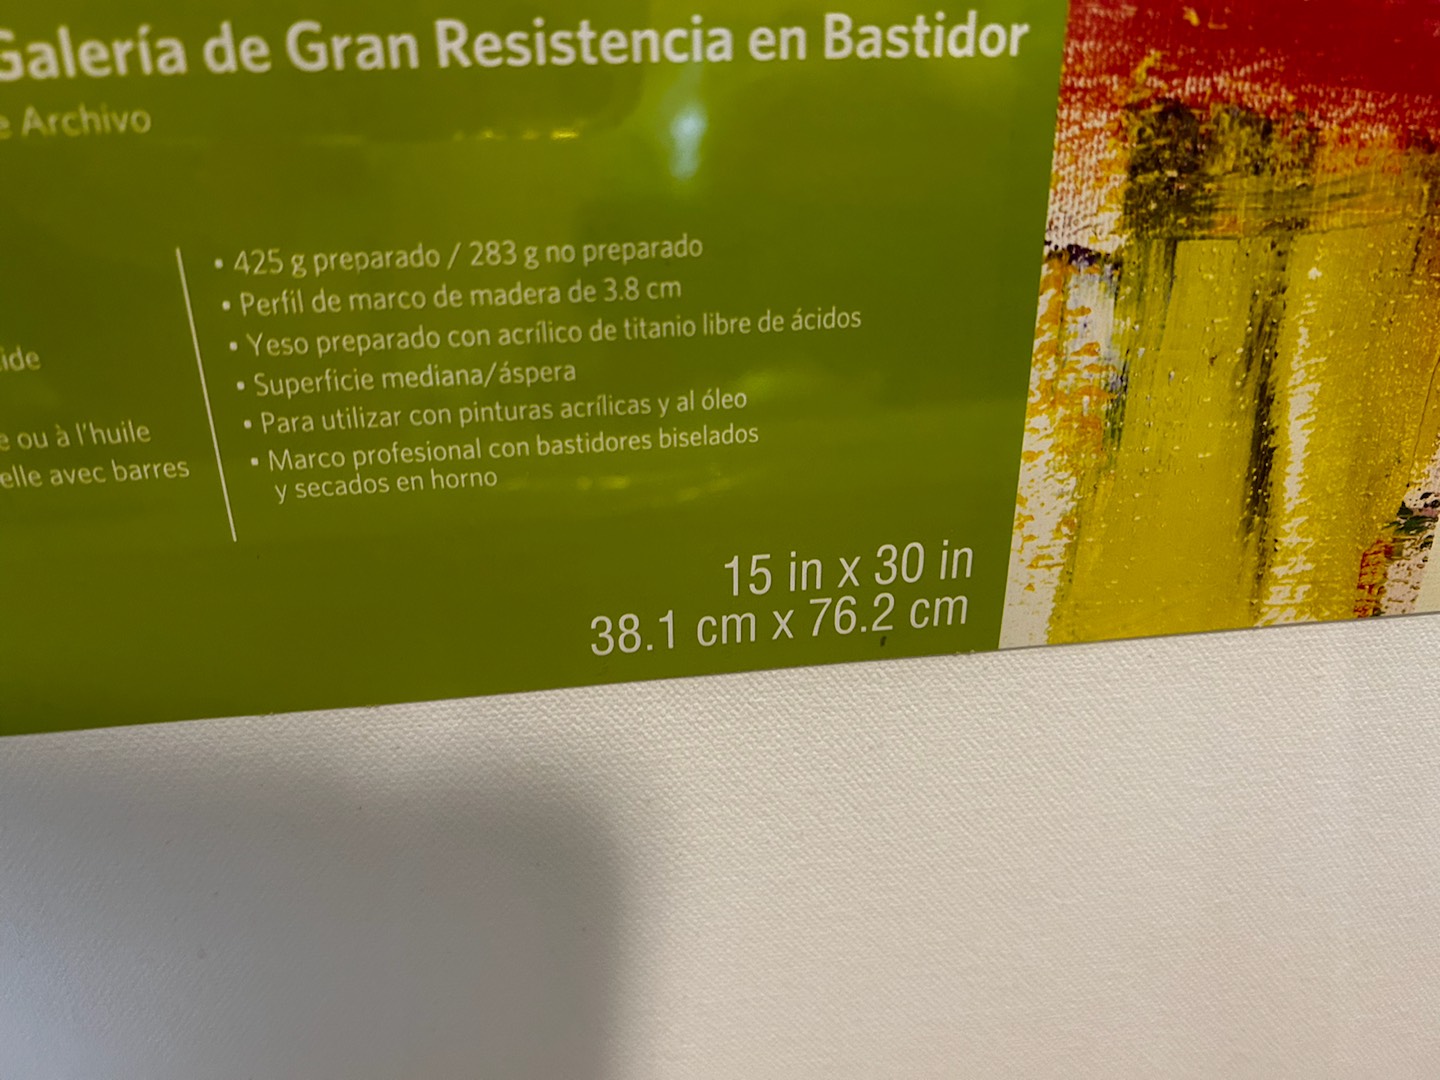 Galería de Gran Resistencia en Bastidor
e Archivo
ide
e ou à l'huile
elle avec barres
• 425 g preparado / 283 g no preparado
• Perfil de marco de madera de 3.8 cm
• Yeso preparado con acrílico de titanio libre de ácidos
• Superficie mediana/áspera
• Para utilizar con pinturas acrílicas y al óleo
• Marco profesional con bastidores biselados
y secados en horno
15 in x 30 in
38.1 cm x 76.2 cm